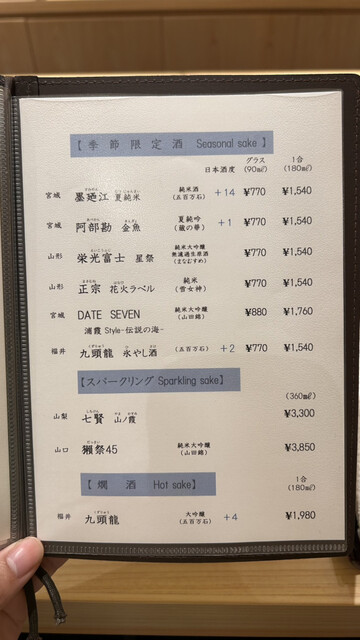 【 季 節 限 定 酒 Seasonal sake 】
日本酒度 グラス (90㎖) 1合 (180㎖)
宮城 墨廼江 夏純米 純米酒 (五百万石) +14 ¥770 ¥1,540
宮城 阿部勘 金魚 夏純吟 (蔵の華) +1 ¥770 ¥1,540
山形 栄光冨士 星祭 純米大吟醸 無濾過生原酒 (まなむすめ) ¥770 ¥1,540
山形 正宗 花火ラベル 純米 (雪女神) ¥770 ¥1,540
宮城 DATE SEVEN 純米大吟醸 (山田錦) ¥880 ¥1,760
浦霞 Style-伝説の海-
福井 九頭龍 氷やし酒 (五百万石) +2 ¥770 ¥1,540
【スパークリング Sparkling sake】
(360㎖)
山梨 七賢 山ノ霞 ¥3,300
山口 獺祭45 純米大吟醸 (山田錦) ¥3,850
【 燗 酒 Hot sake】
1合 (180㎖)
福井 九頭龍 大吟醸 (五百万石) +4 ¥1,980